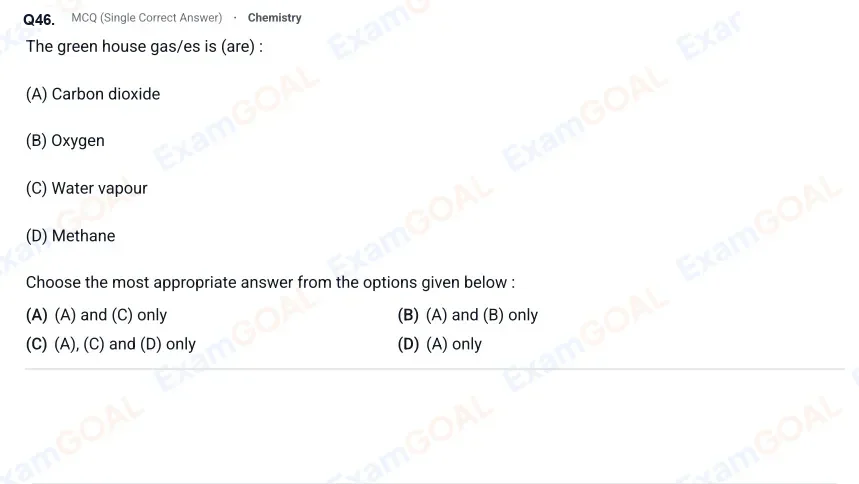 Q46. MCQ (Single Correct Answer) · Chemistry
The green house gas/es is (are) :
(A) Carbon dioxide
(B) Oxygen
(C) Water vapour
(D) Methane
Choose the most appropriate answer from the options given below :
(A) (A) and (C) only (B) (A) and (B) only
(C) (A), (C) and (D) only (D) (A) only
ExamGOAL